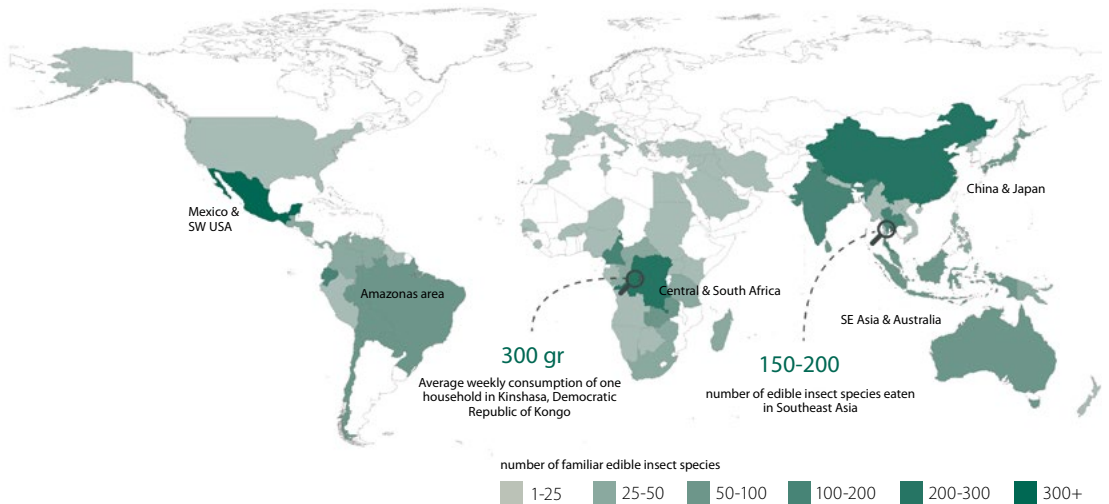 China & Japan
Mexico &
SW USA
Amazonas area
Central & South Africa
SE Asia & Australia
300 gr
Average weekly consumption of one
household in Kinshasa, Democratic
Republic of Kongo
150-200
number of edible insect species eaten
in Southeast Asia
number of familiar edible insect species
1-25 25-50 50-100 100-200 200-300 300+